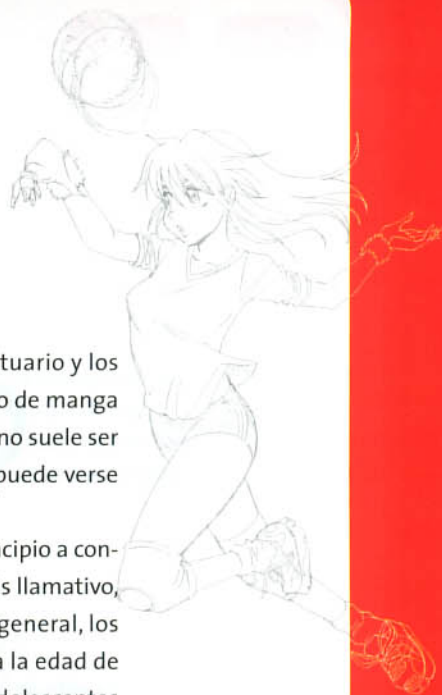 tuario y los
o de manga
no suele ser
puede verse
cipio a con-
s llamativo,
general, los
a la edad de